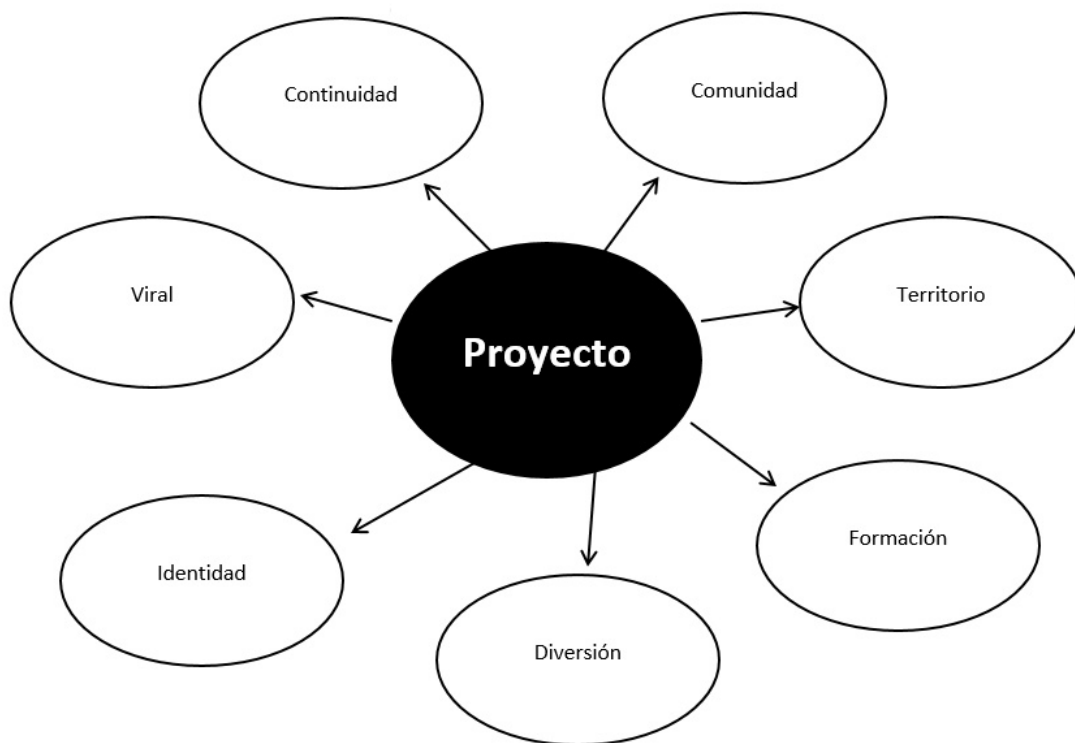 Continuidad
Comunidad
Viral
Territorio
Proyecto
Formación
Identidad
Diversión